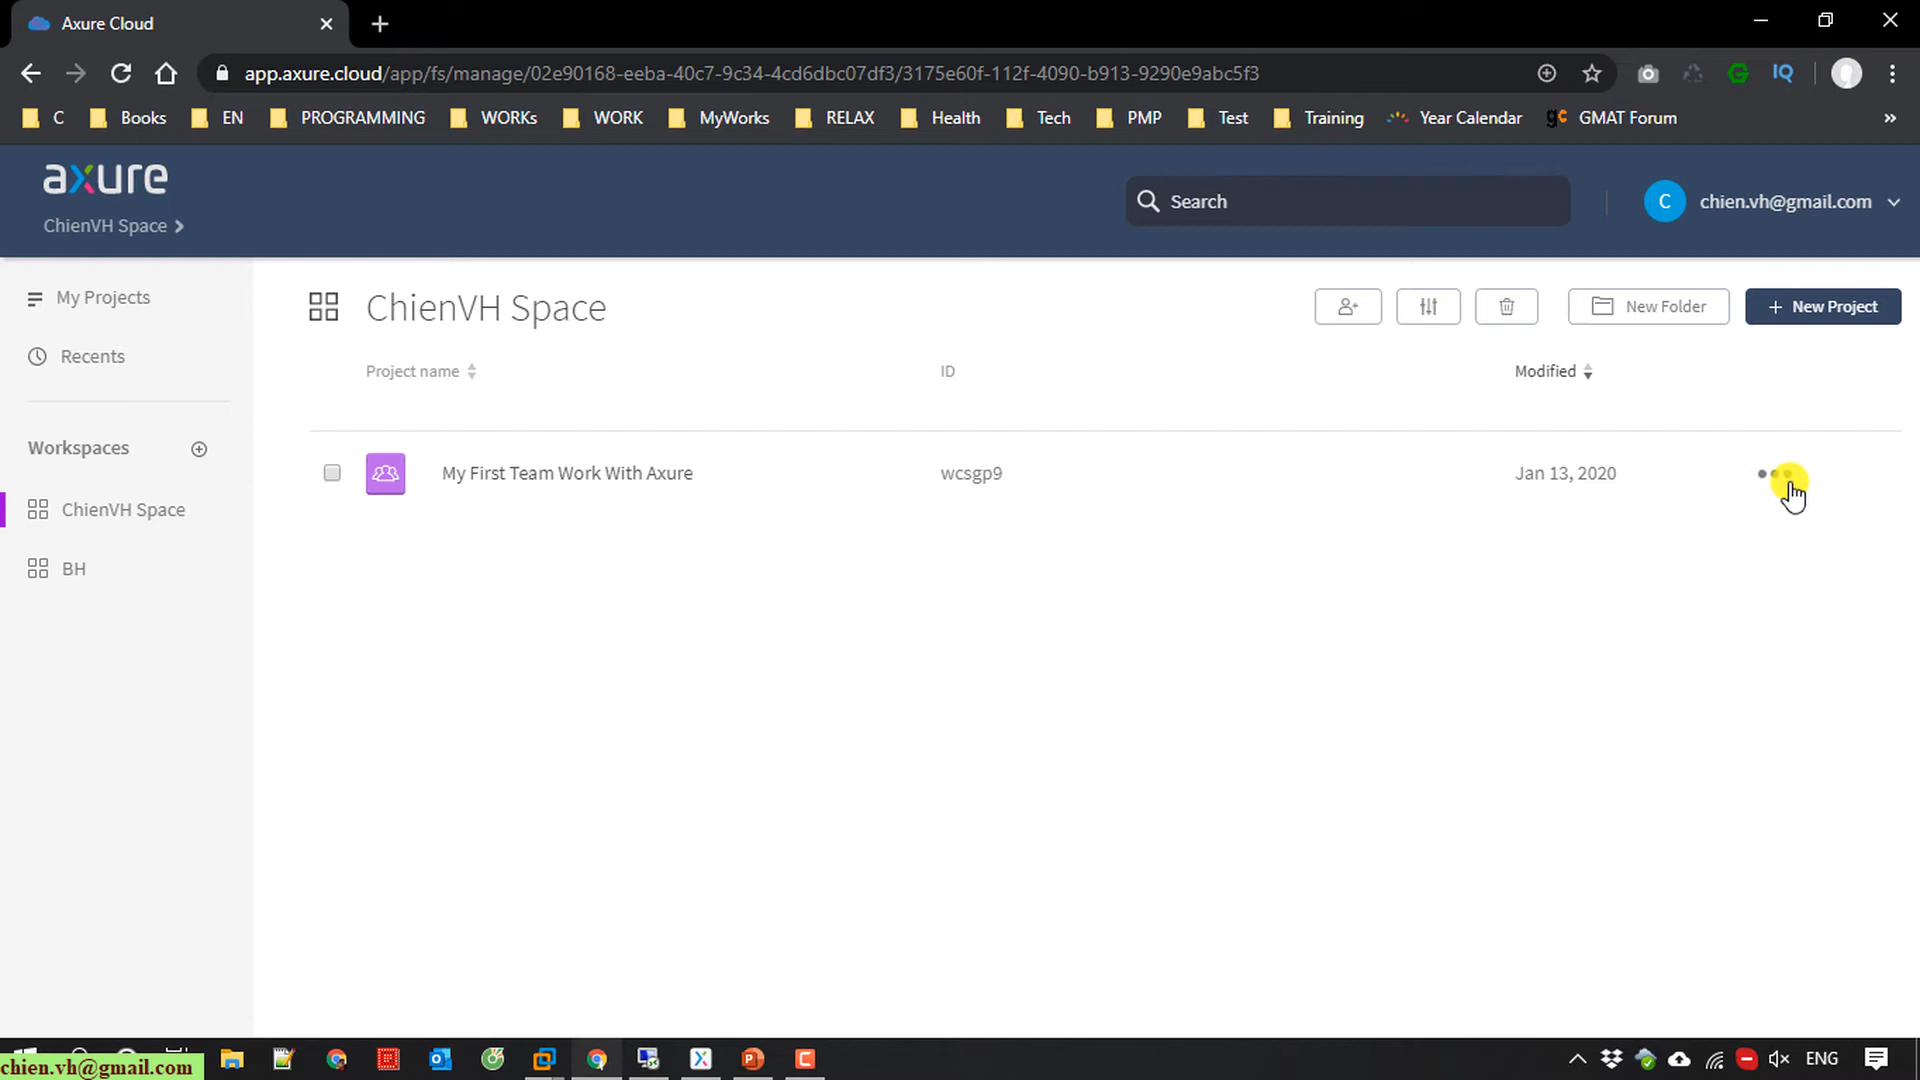 Axure Cloud
app.axure.cloud/app/fs/manage/02e90168-eeba-40c7-9c34-4cd6dbc07df3/3175e60f-112f-4090-b913-9290e9abc5f3
C Books EN PROGRAMMING WORKs WORK MyWorks RELAX Health Tech PMP Test Training Year Calendar GMAT Forum
axure
ChienVH Space
Search
C chien.vh@gmail.com
My Projects
Recents
Workspaces
ChienVH Space
BH
ChienVH Space
New Folder
+ New Project
Project name ID Modified
My First Team Work With Axure wcsgp9 Jan 13, 2020
chien.vh@gmail.com
ENG